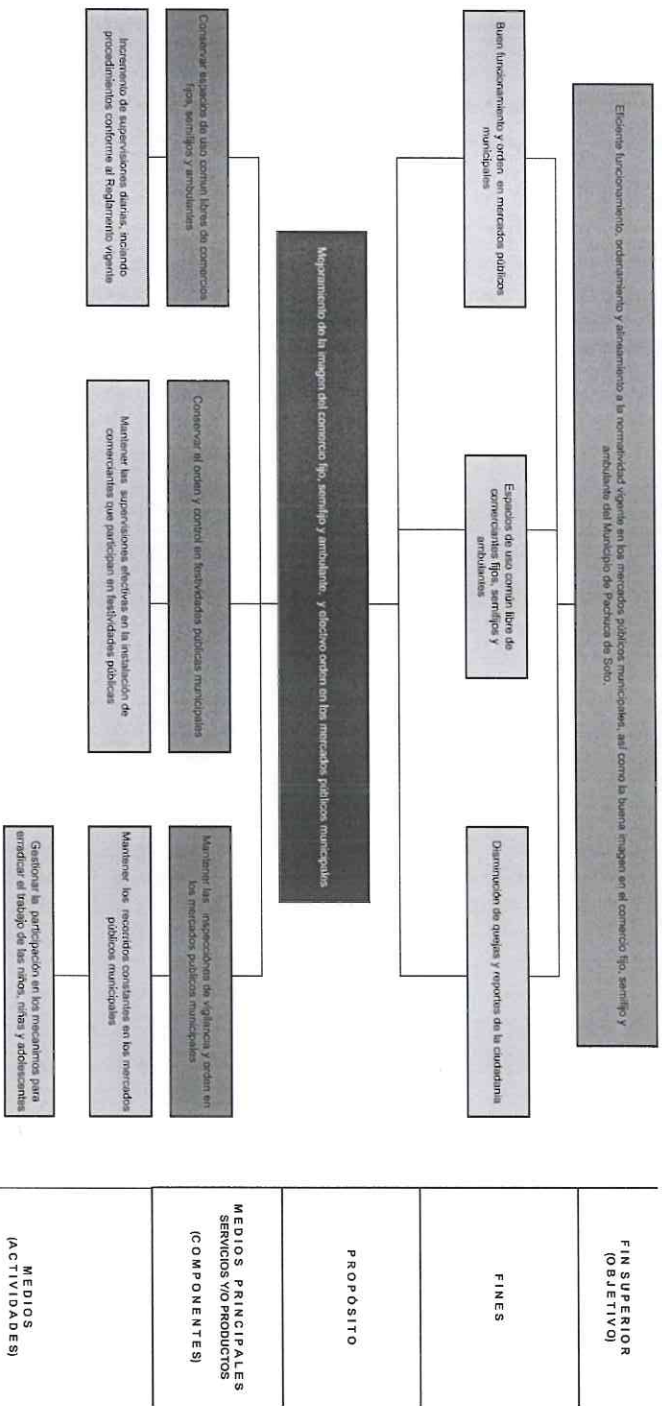 Eficiente funcionamiento, ordenamiento y alineamiento a la normatividad vigente en los mercados públicos municipales, así como la buena imagen en el comercio fijo, semifijo y
ambulante del Municipio de Pachuca de Soto.
FIN SUPERIOR
(OBJETIVO)
Buen funcionamiento y orden en mercados públicos
municipales
Espacios de uso común libre de
comerciantes fijos, semifijos y
ambulantes
Disminución de quejas y reportes de la ciudadania
FINES
Mejoramiento de la imagen del comercio fijo, semifijo y ambulante, y efectivo orden en los mercados públicos municipales
PROPÓSITO
Conservar espacios de uso comun libres de comercios
fijos, semifijos y ambulantes
Conservar el orden y control en festividades públicas municipales
Mantener las inspecciónes de vigilancia y orden en
los mercados publicos municipales
MEDIOS PRINCIPALES
SERVICIOS Y/O PRODUCTOS
(COMPONENTES)
Incremento de supervisiones diarias, inciando
procedimientos conforme al Reglamento vigente
Mantener las supervisiones efectivas en la instalación de
comerciantes que participan en festividades públicas
Mantener los recorridos constantes en los mercados
públicos municipales
Gestionar la participación en los mecanimos para
erradicar el trabajo de las niños, niñas y adolescentes
MEDIOS
(ACTIVIDADES)